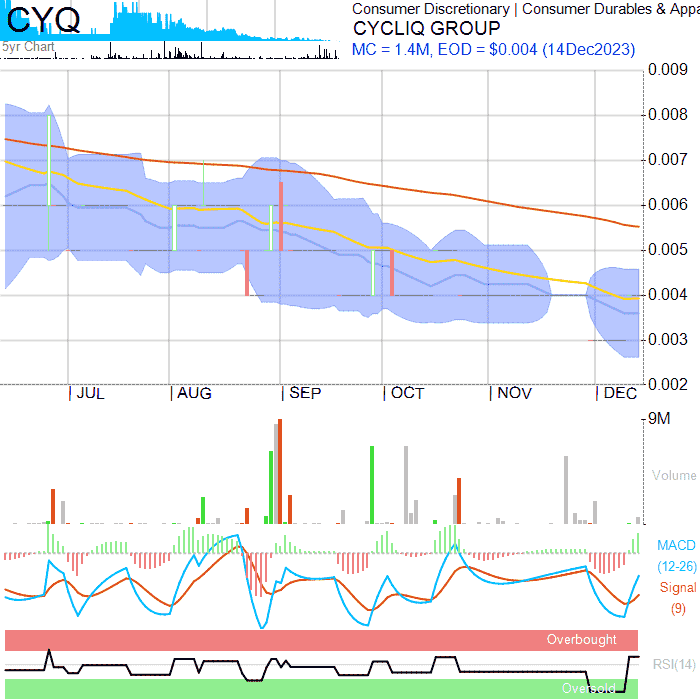 CYQ
5yr Chart
Consumer Discretionary | Consumer Durables & Appa
CYCLIQ GROUP
MC = 1.4M, EOD = $0.004 (14Dec2023)
0.009
0.008
0.007
0.006
0.005
0.004
0.003
0.002
JUL AUG SEP OCT NOV DEC
9M
Volume
MACD
(12-26)
Signal
(9)
Overbought
RSI(14)
Oversold